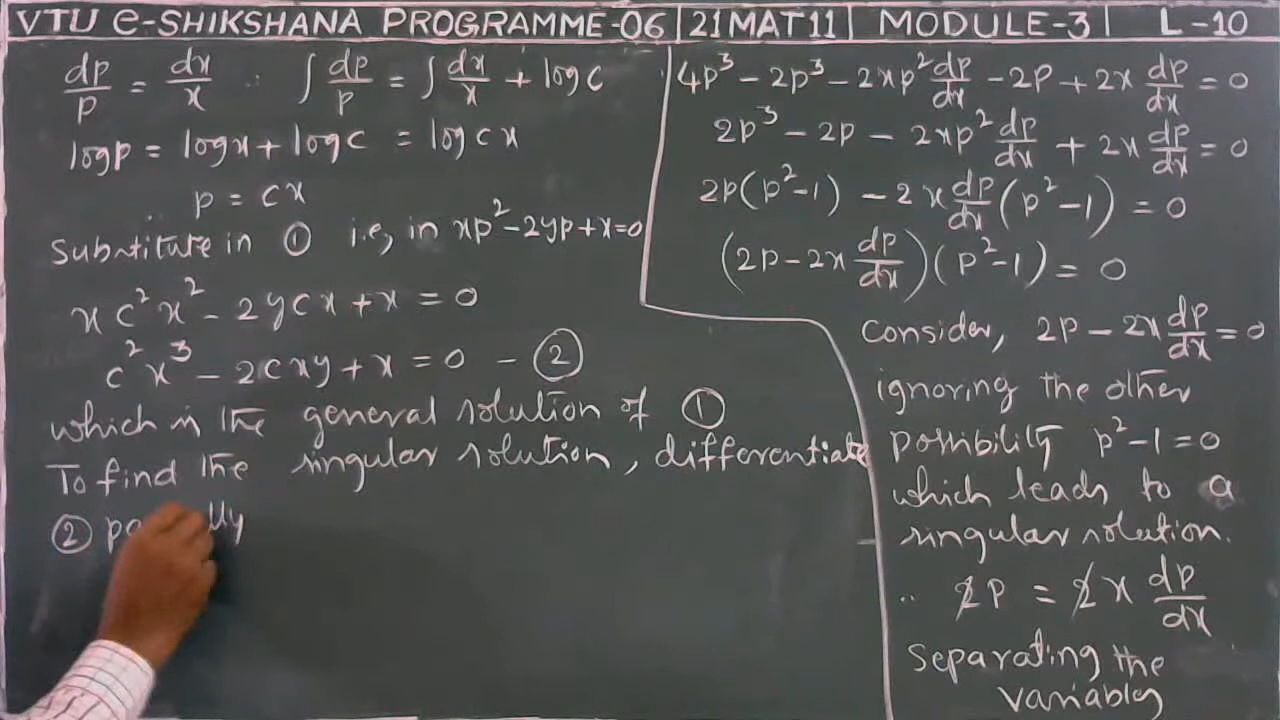 VTU e-SHIKSHANA PROGRAMME-06 | 21MAT11 | MODULE-3 | L-10
dp/p = dx/x ∴ ∫ dp/p = ∫ dx/x + log c
log p = log x + log c = log cx
∴ p = cx
Substitute in ① i.e., in xp² - 2yp + x = 0
x c² x² - 2ycx + x = 0
c² x³ - 2cxy + x = 0 - ②
which is the general solution of ①
To find the singular solution, differentiate
②
4p³ - 2p³ - 2xp² dp/dx - 2p + 2x dp/dx = 0
2p³ - 2p - 2xp² dp/dx + 2x dp/dx = 0
2p(p²-1) - 2x dp/dx (p²-1) = 0
(2p - 2x dp/dx)(p²-1) = 0
Consider, 2p - 2x dp/dx = 0
ignoring the other
possibility p²-1 = 0
which leads to a
singular solution.
∴ 2p = 2x dp/dx
Separating the
variables